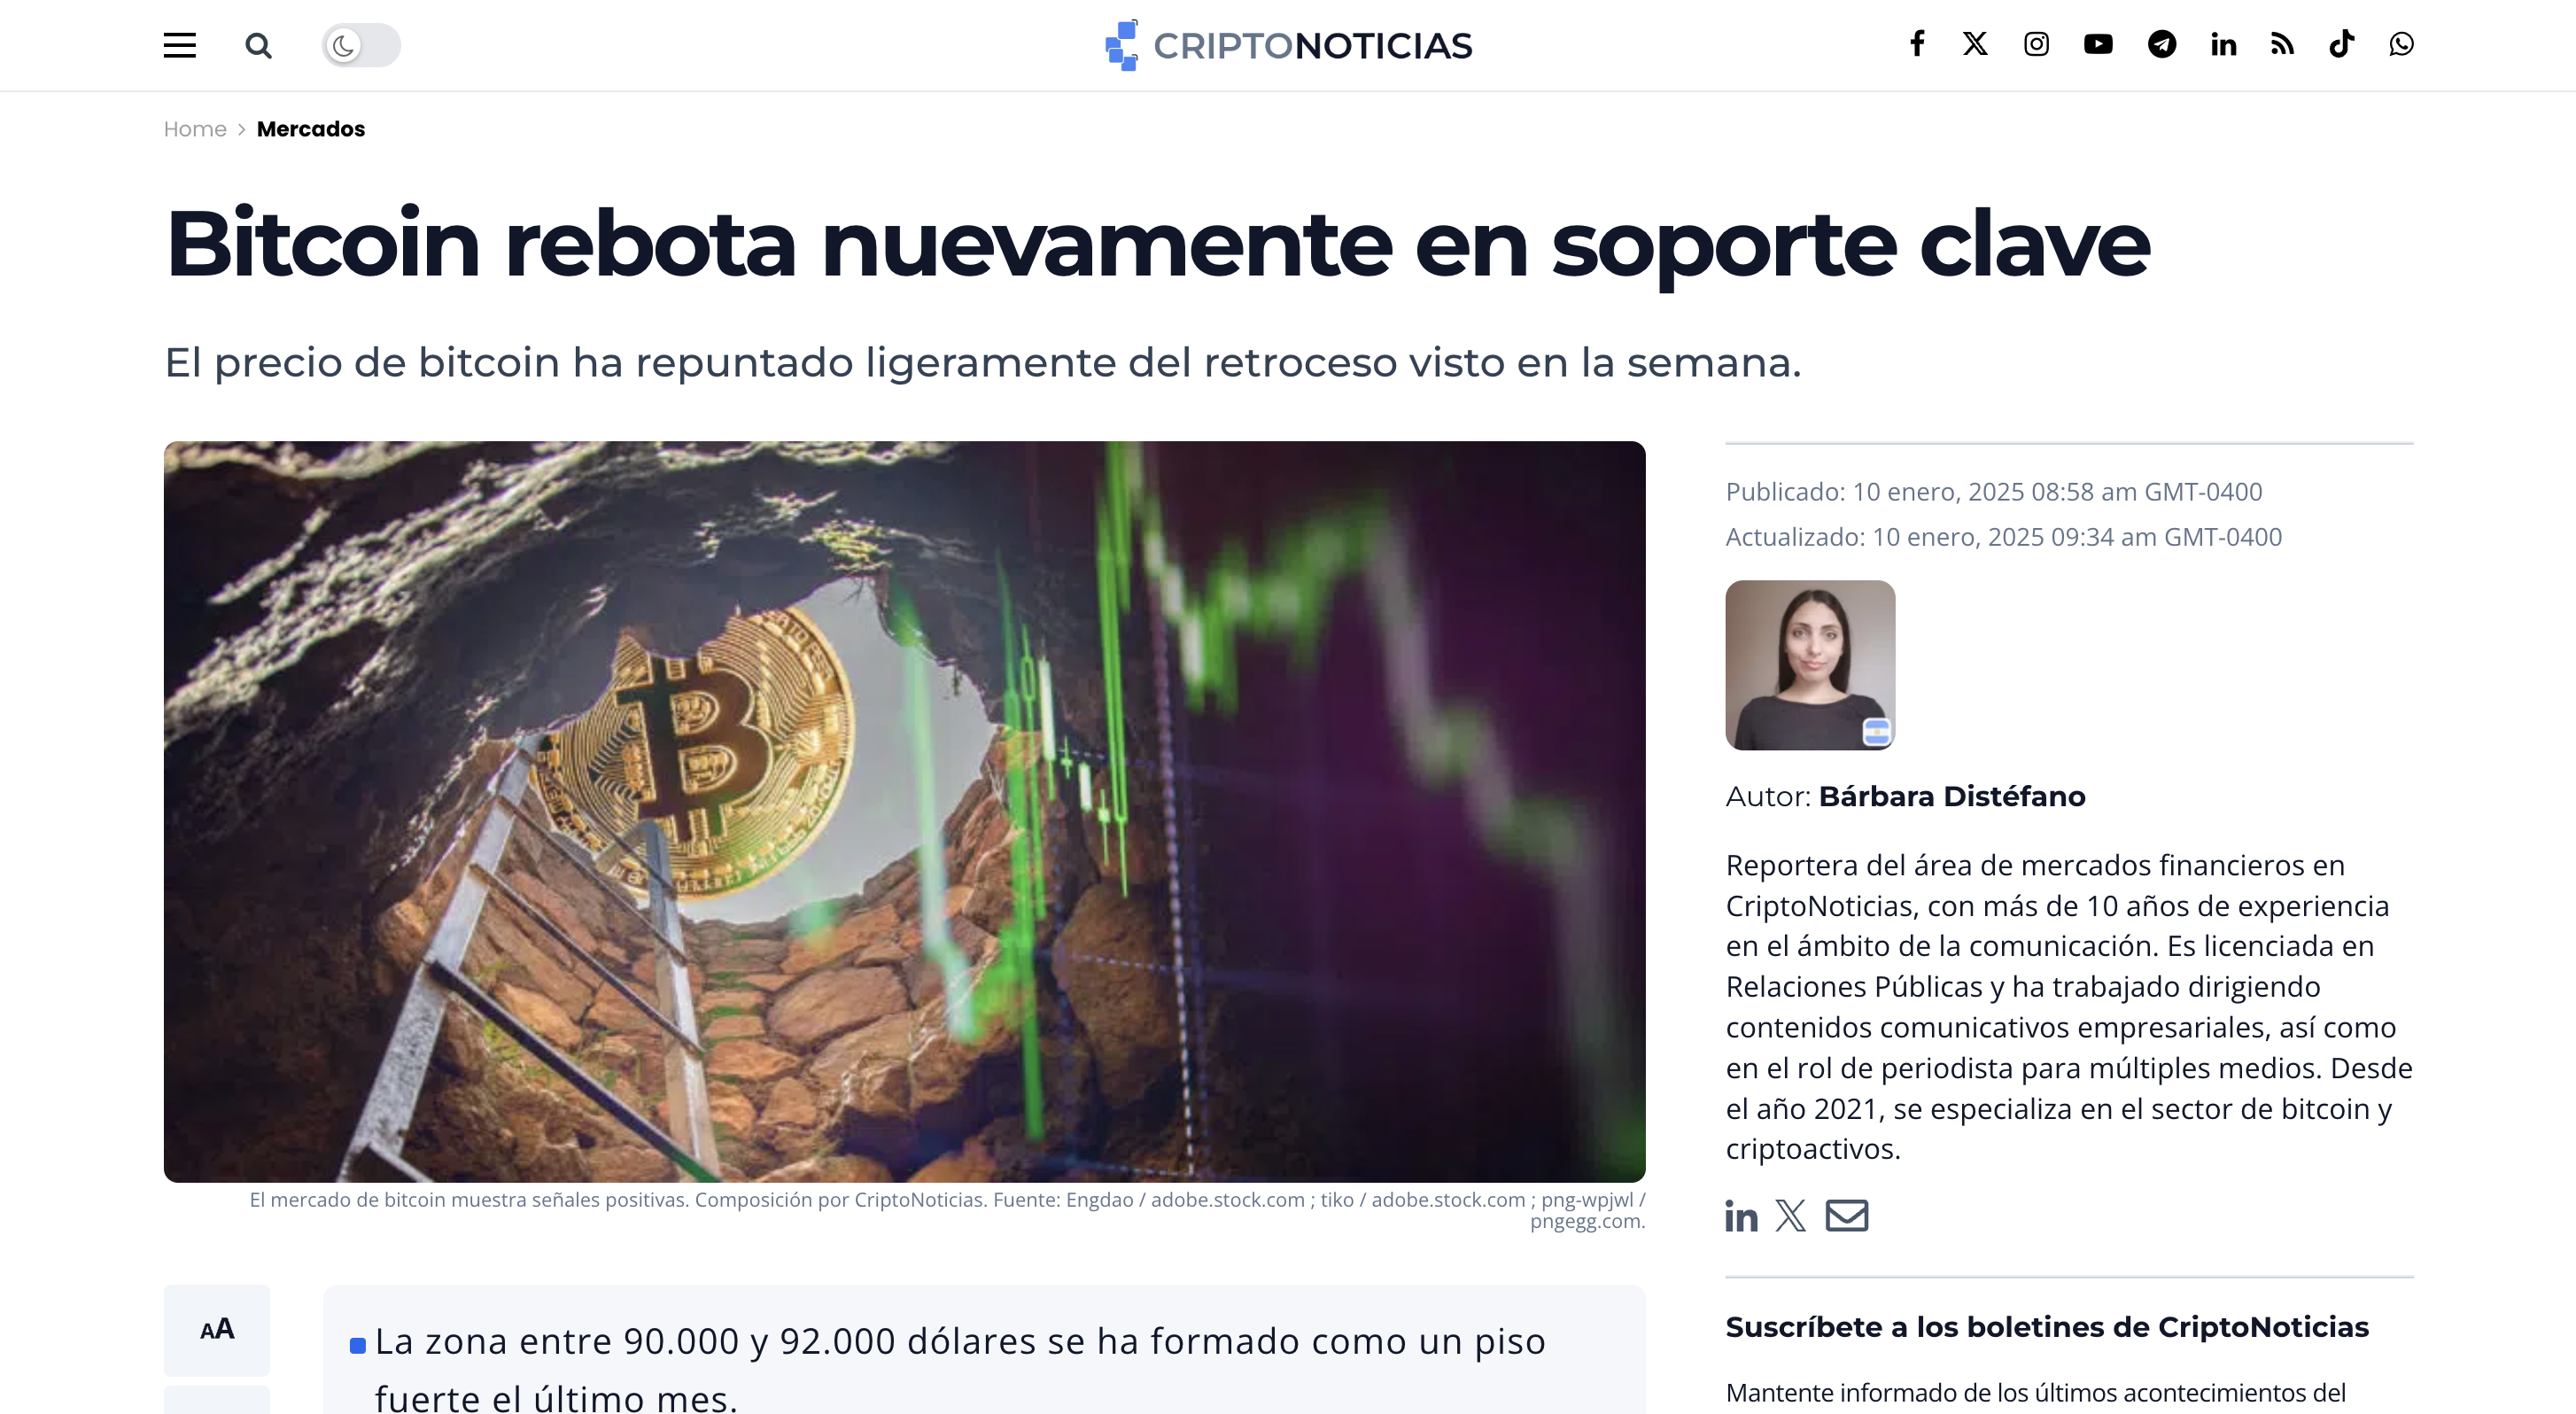 CRIPTONOTICIAS
Home > Mercados
Bitcoin rebota nuevamente en soporte clave
El precio de bitcoin ha repuntado ligeramente del retroceso visto en la semana.
El mercado de bitcoin muestra señales positivas. Composición por CriptoNoticias. Fuente: Engdao / adobe.stock.com ; tiko / adobe.stock.com ; png-wpjwl /
pngegg.com.
AA
La zona entre 90.000 y 92.000 dólares se ha formado como un piso
fuerte el último mes.
Publicado: 10 enero, 2025 08:58 am GMT-0400
Actualizado: 10 enero, 2025 09:34 am GMT-0400
Autor: Bárbara Distéfano
Reportera del área de mercados financieros en
CriptoNoticias, con más de 10 años de experiencia
en el ámbito de la comunicación. Es licenciada en
Relaciones Públicas y ha trabajado dirigiendo
contenidos comunicativos empresariales, así como
en el rol de periodista para múltiples medios. Desde
el año 2021, se especializa en el sector de bitcoin y
criptoactivos.
Suscríbete a los boletines de CriptoNoticias
Mantente informado de los últimos acontecimientos del